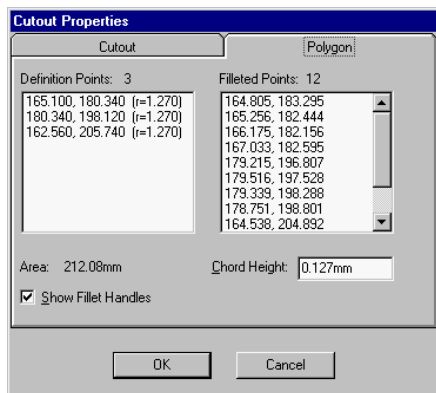 Cutout Properties
Cutout Polygon
Definition Points: 3 Filleted Points: 12
165.100, 180.340 (r=1.270)
180.340, 198.120 (r=1.270)
162.560, 205.740 (r=1.270)
164.805, 183.295
165.256, 182.444
166.175, 182.156
167.033, 182.595
179.215, 196.807
179.516, 197.528
179.339, 198.288
178.751, 198.801
164.538, 204.892
Area: 212.08mm Chord Height: 0.127mm
Show Fillet Handles
OK Cancel